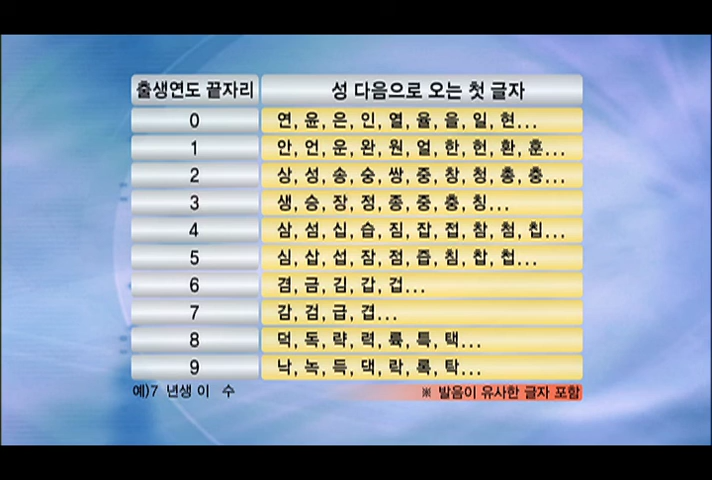 출생연도 끝자리 성 다음으로 오는 첫 글자
0 연, 윤, 은, 인, 열, 율, 을, 일, 현...
1 안, 언, 운, 완, 원, 얼, 한, 헌, 환, 훈...
2 상, 성, 송, 숭, 쌍, 중, 창, 청, 총, 충...
3 생, 승, 장, 정, 종, 중, 충, 칭...
4 삼, 섬, 십, 습, 짐, 잡, 접, 참, 첨, 칩...
5 심, 삽, 섭, 잠, 점, 즙, 침, 찹, 첩...
6 겸, 금, 김, 갑, 겁...
7 감, 검, 급, 겹...
8 덕, 독, 략, 력, 륙, 특, 택...
9 낙, 녹, 득, 댁, 락, 록, 탁...
예)7 년생 이 수 ※ 발음이 유사한 글자 포함